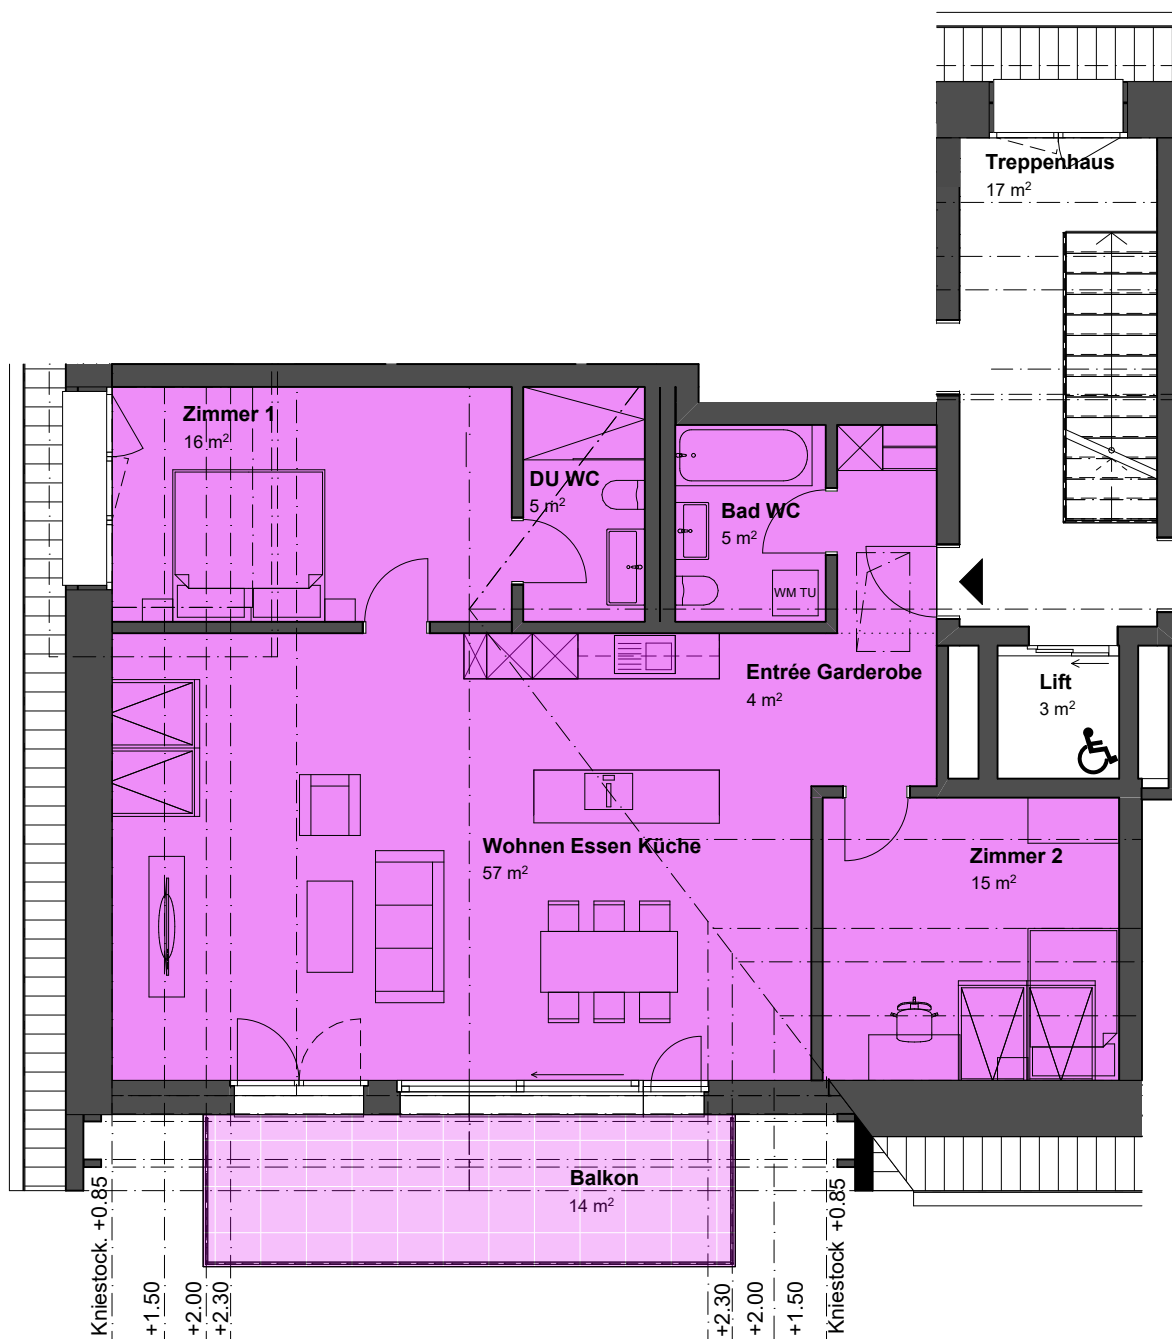 Treppenhaus
17 m²
Zimmer 1
16 m²
DU WC
5 m²
Bad WC
5 m²
WM TU
Entrée Garderobe
4 m²
Lift
3 m²
Wohnen Essen Küche
57 m²
Zimmer 2
15 m²
Balkon
14 m²
Kniestock. +0.85
+1.50
+2.00
+2.30
+2.30
+2.00
+1.50
Kniestock +0.85